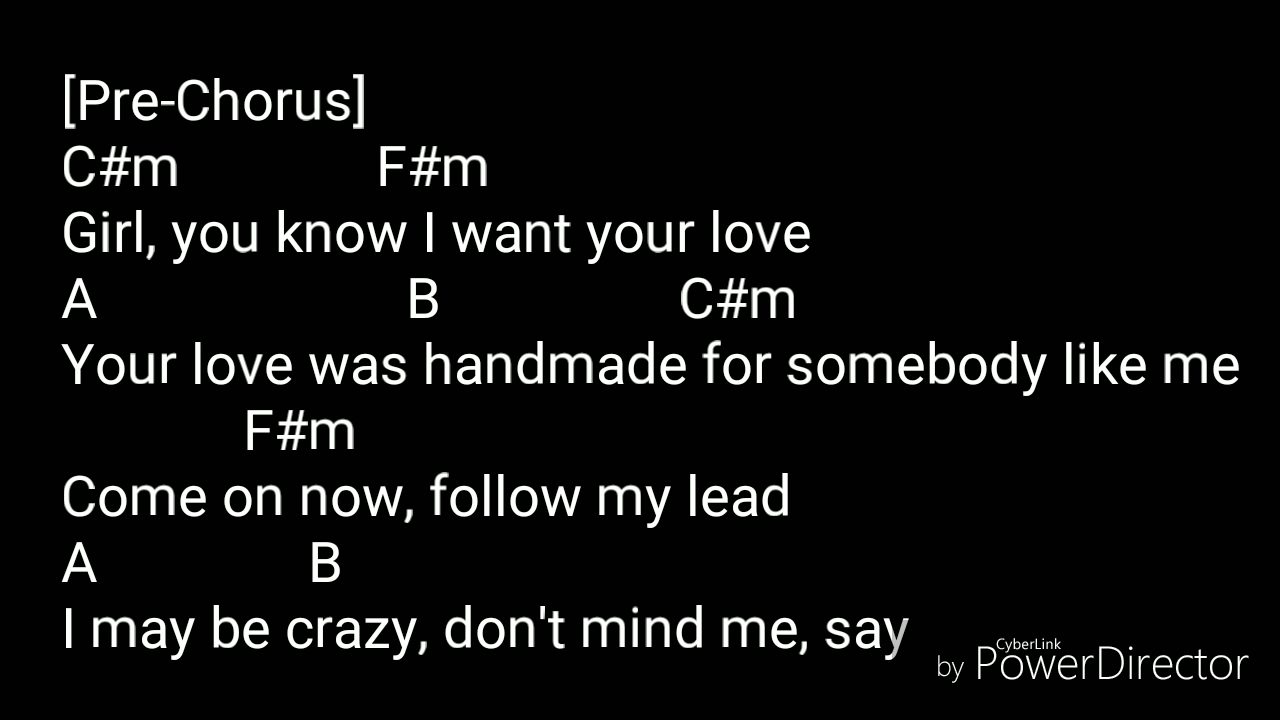 [Pre-Chorus]
C#m F#m
Girl, you know I want your love
A B C#m
Your love was handmade for somebody like me
F#m
Come on now, follow my lead
A B
I may be crazy, don't mind me, say
by CyberLink PowerDirector